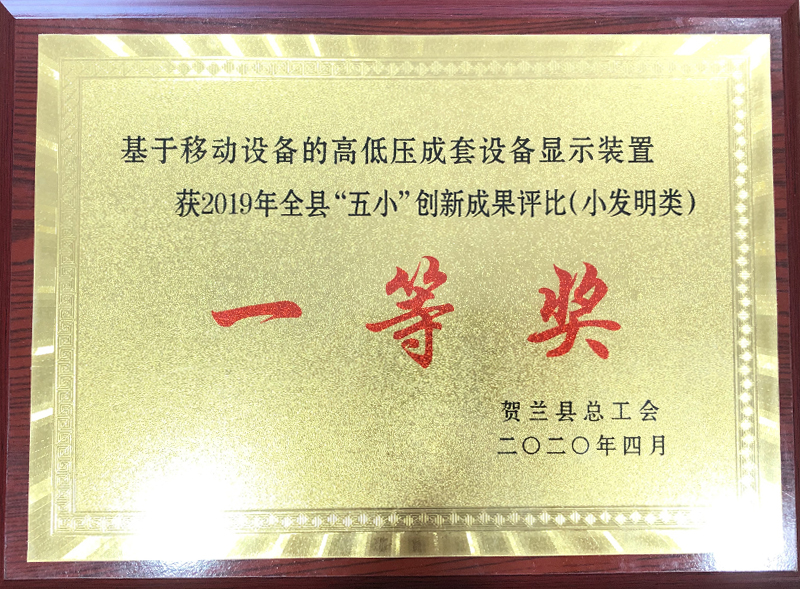 基于移动设备的高低压成套设备显示装置
获2019年全县“五小”创新成果评比(小发明类)
一等奖
贺兰县总工会
二〇二〇年四月